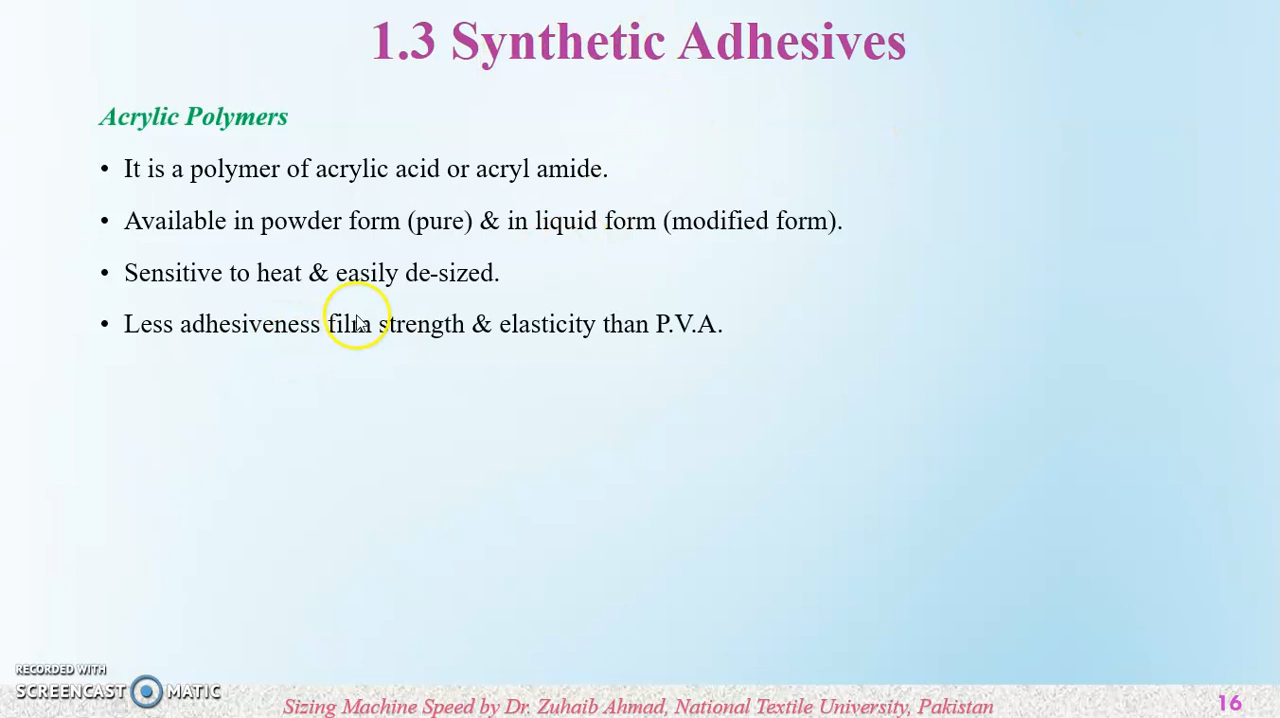 1.3 Synthetic Adhesives
Acrylic Polymers
• It is a polymer of acrylic acid or acryl amide.
• Available in powder form (pure) & in liquid form (modified form).
• Sensitive to heat & easily de-sized.
• Less adhesiveness film strength & elasticity than P.V.A.
RECORDED WITH
SCREENCAST MATIC
Sizing Machine Speed by Dr. Zuhaib Ahmad, National Textile University, Pakistan
16